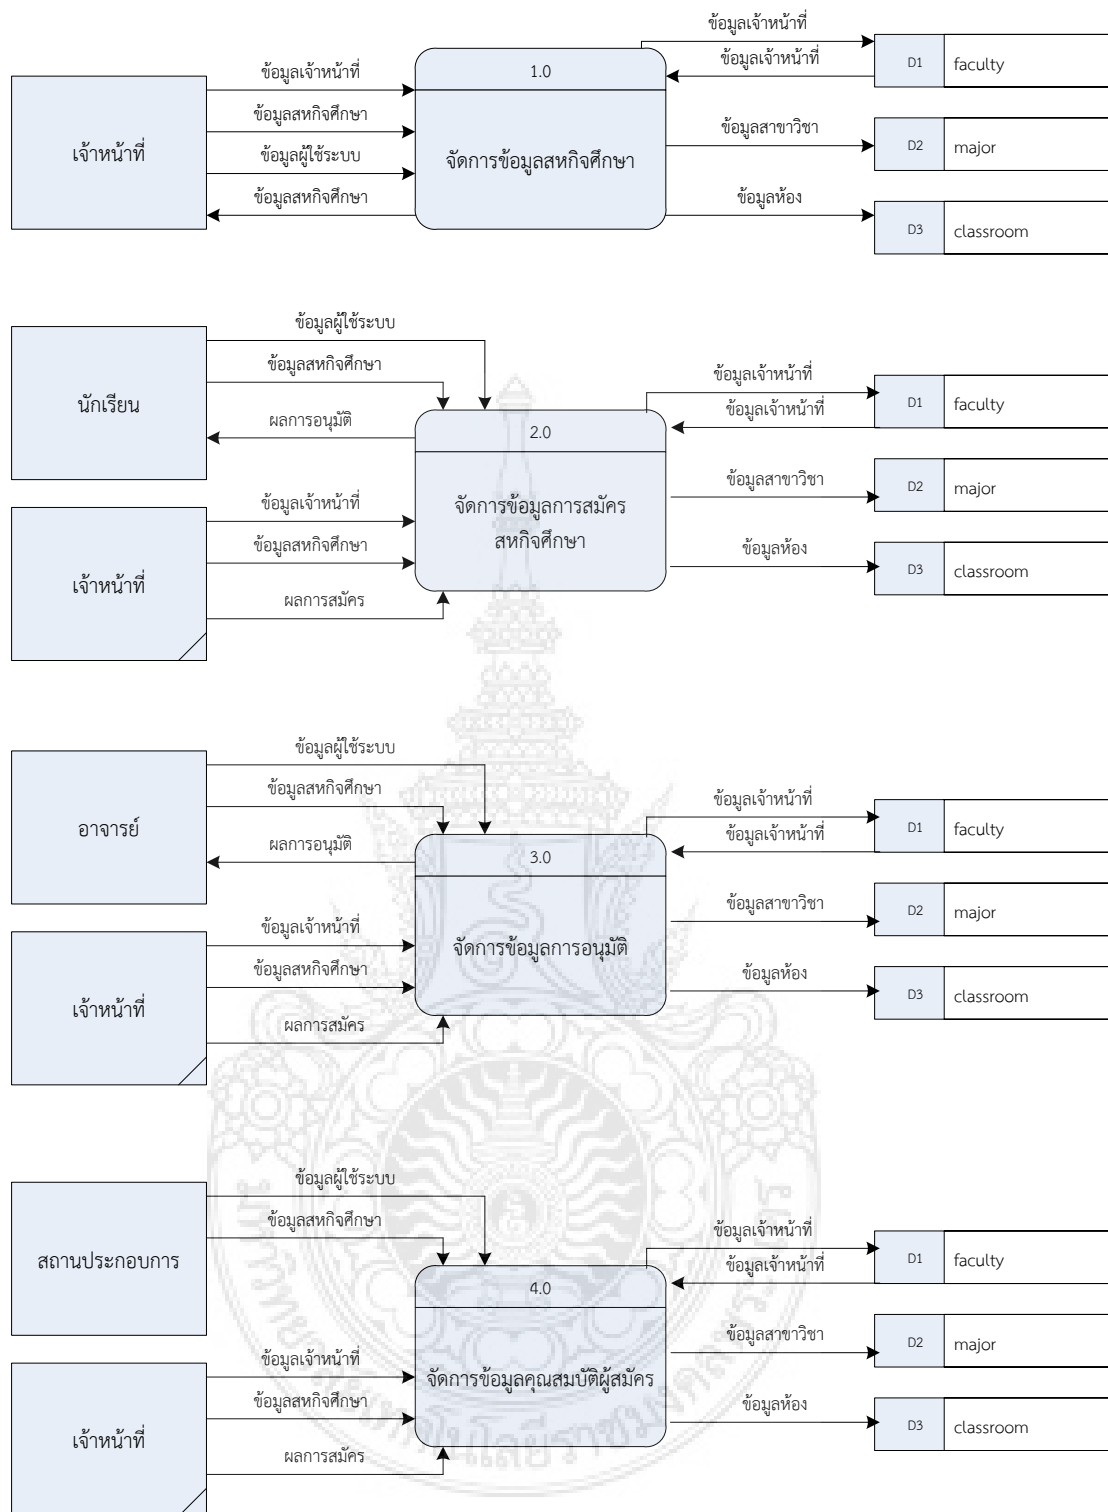 ข้อมูลเจ้าหน้าที่
ข้อมูลเจ้าหน้าที่
ข้อมูลสหกิจศึกษา
ข้อมูลผู้ใช้ระบบ
ข้อมูลสหกิจศึกษา
เจ้าหน้าที่
1.0
จัดการข้อมูลสหกิจศึกษา
ข้อมูลเจ้าหน้าที่
ข้อมูลสาขาวิชา
ข้อมูลห้อง
D1 faculty
D2 major
D3 classroom
นักเรียน
ข้อมูลผู้ใช้ระบบ
ข้อมูลสหกิจศึกษา
ผลการอนุมัติ
เจ้าหน้าที่
ข้อมูลเจ้าหน้าที่
ข้อมูลสหกิจศึกษา
ผลการสมัคร
2.0
จัดการข้อมูลการสมัคร
สหกิจศึกษา
ข้อมูลเจ้าหน้าที่
ข้อมูลเจ้าหน้าที่
ข้อมูลสาขาวิชา
ข้อมูลห้อง
D1 faculty
D2 major
D3 classroom
อาจารย์
ข้อมูลผู้ใช้ระบบ
ข้อมูลสหกิจศึกษา
ผลการอนุมัติ
เจ้าหน้าที่
ข้อมูลเจ้าหน้าที่
ข้อมูลสหกิจศึกษา
ผลการสมัคร
3.0
จัดการข้อมูลการอนุมัติ
ข้อมูลเจ้าหน้าที่
ข้อมูลเจ้าหน้าที่
ข้อมูลสาขาวิชา
ข้อมูลห้อง
D1 faculty
D2 major
D3 classroom
สถานประกอบการ
ข้อมูลผู้ใช้ระบบ
ข้อมูลสหกิจศึกษา
เจ้าหน้าที่
ข้อมูลเจ้าหน้าที่
ข้อมูลสหกิจศึกษา
ผลการสมัคร
4.0
จัดการข้อมูลคุณสมบัติผู้สมัคร
ข้อมูลเจ้าหน้าที่
ข้อมูลเจ้าหน้าที่
ข้อมูลสาขาวิชา
ข้อมูลห้อง
D1 faculty
D2 major
D3 classroom